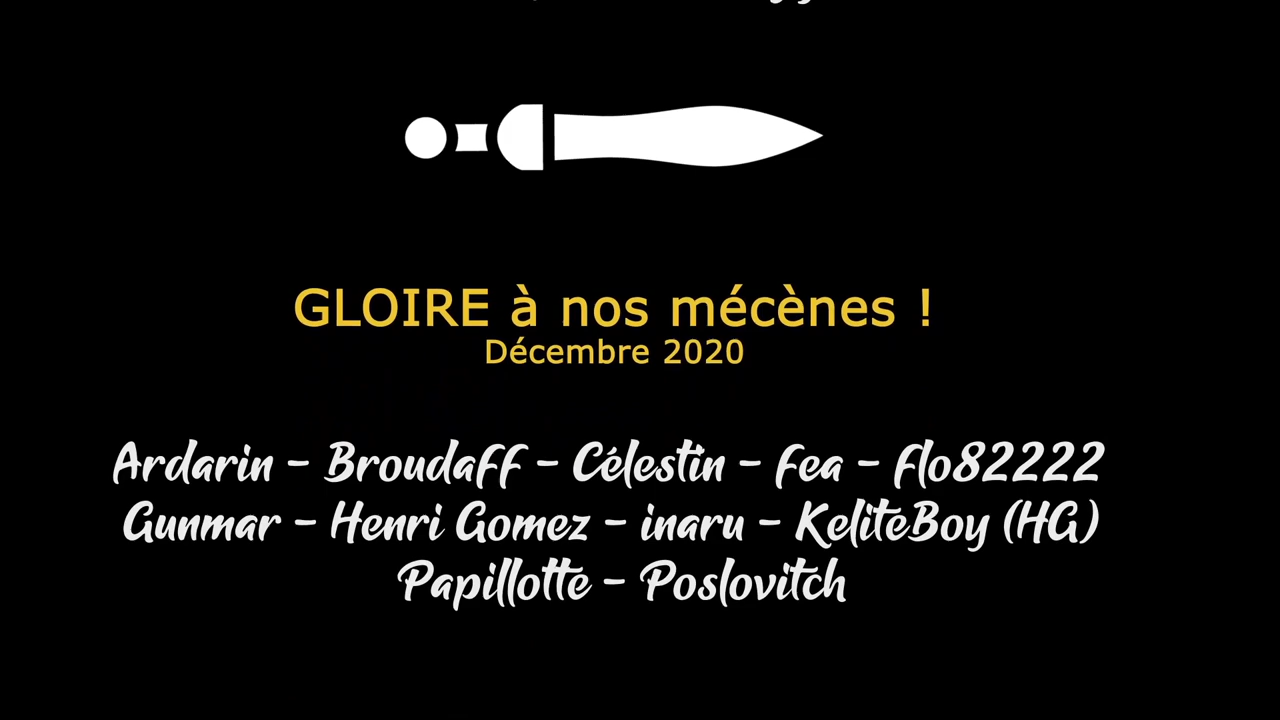 GLOIRE à nos mécènes !
Décembre 2020
Ardarin - Broudaff - Célestin - Fea - flo82222
Gunmar - Henri Gomez - inaru - KeliteBoy (HG)
Papillotte - Poslovitch